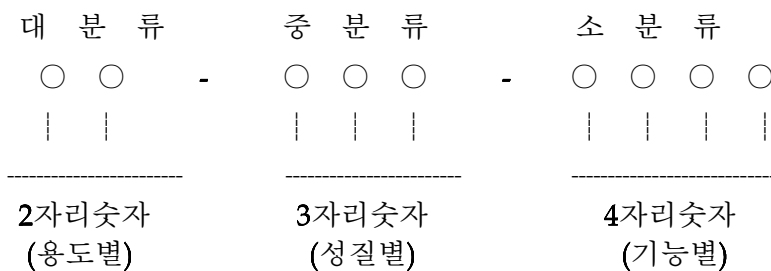 대 분 류 중 분 류 소 분 류
○ ○ - ○ ○ ○ - ○ ○ ○ ○
2자리숫자 3자리숫자 4자리숫자
(용도별) (성질별) (기능별)